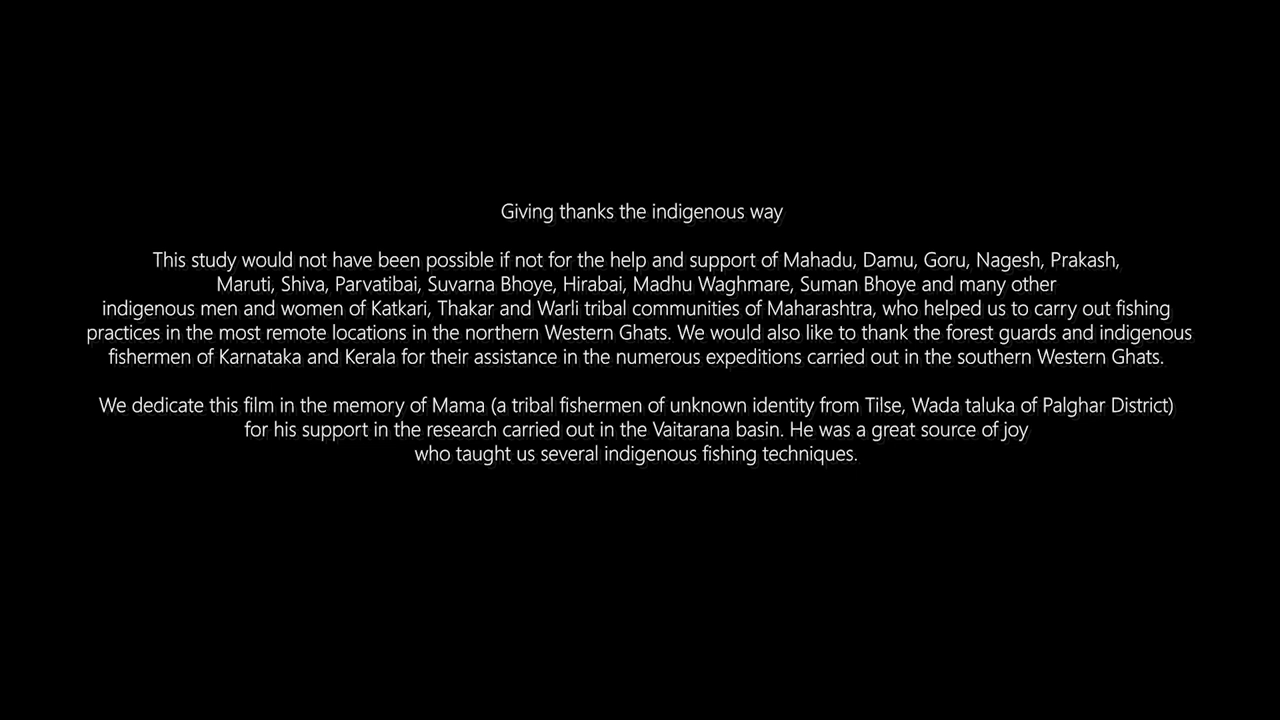 Giving thanks the indigenous way
This study would not have been possible if not for the help and support of Mahadu, Damu, Goru, Nagesh, Prakash,
Maruti, Shiva, Parvatibai, Suvarna Bhoye, Hirabai, Madhu Waghmare, Suman Bhoye and many other
indigenous men and women of Katkari, Thakar and Warli tribal communities of Maharashtra, who helped us to carry out fishing
practices in the most remote locations in the northern Western Ghats. We would also like to thank the forest guards and indigenous
fishermen of Karnataka and Kerala for their assistance in the numerous expeditions carried out in the southern Western Ghats.
We dedicate this film in the memory of Mama (a tribal fishermen of unknown identity from Tilse, Wada taluka of Palghar District)
for his support in the research carried out in the Vaitarana basin. He was a great source of joy
who taught us several indigenous fishing techniques.